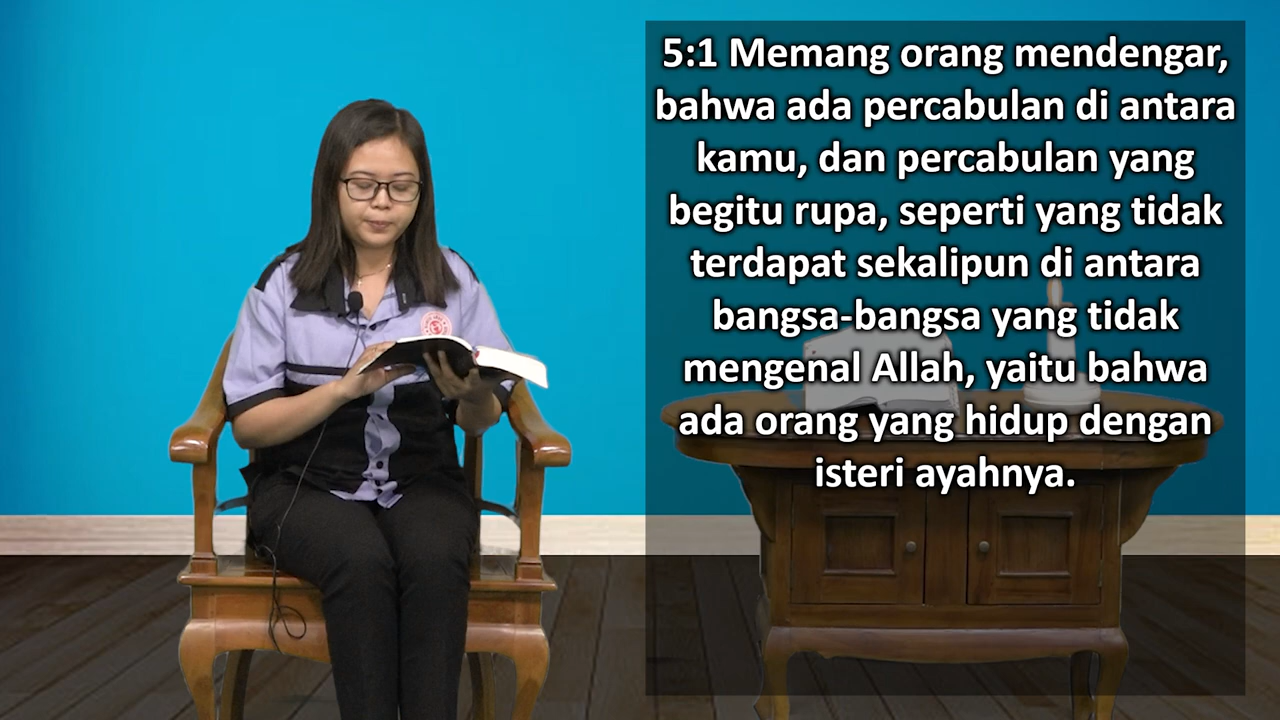 5:1 Memang orang mendengar,
bahwa ada percabulan di antara
kamu, dan percabulan yang
begitu rupa, seperti yang tidak
terdapat sekalipun di antara
bangsa-bangsa yang tidak
mengenal Allah, yaitu bahwa
ada orang yang hidup dengan
isteri ayahnya.